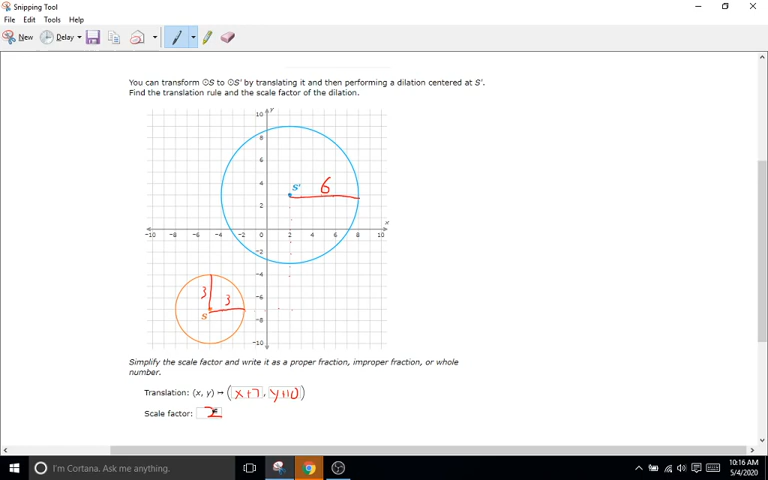 Snipping Tool
File Edit Tools Help
New Delay
You can transform ⊙S to ⊙S′ by translating it and then performing a dilation centered at S′.
Find the translation rule and the scale factor of the dilation.
y
10
8
6
4
2
S′ 6
x
-10 -8 -6 -4 -2 0 2 4 6 8 10
-2
-4
-6
-8
-10
3 3
S
Simplify the scale factor and write it as a proper fraction, improper fraction, or whole
number.
Translation: (x, y) ↦ (x+7, y+10)
Scale factor: 2
I'm Cortana. Ask me anything.
10:16 AM
5/4/2020